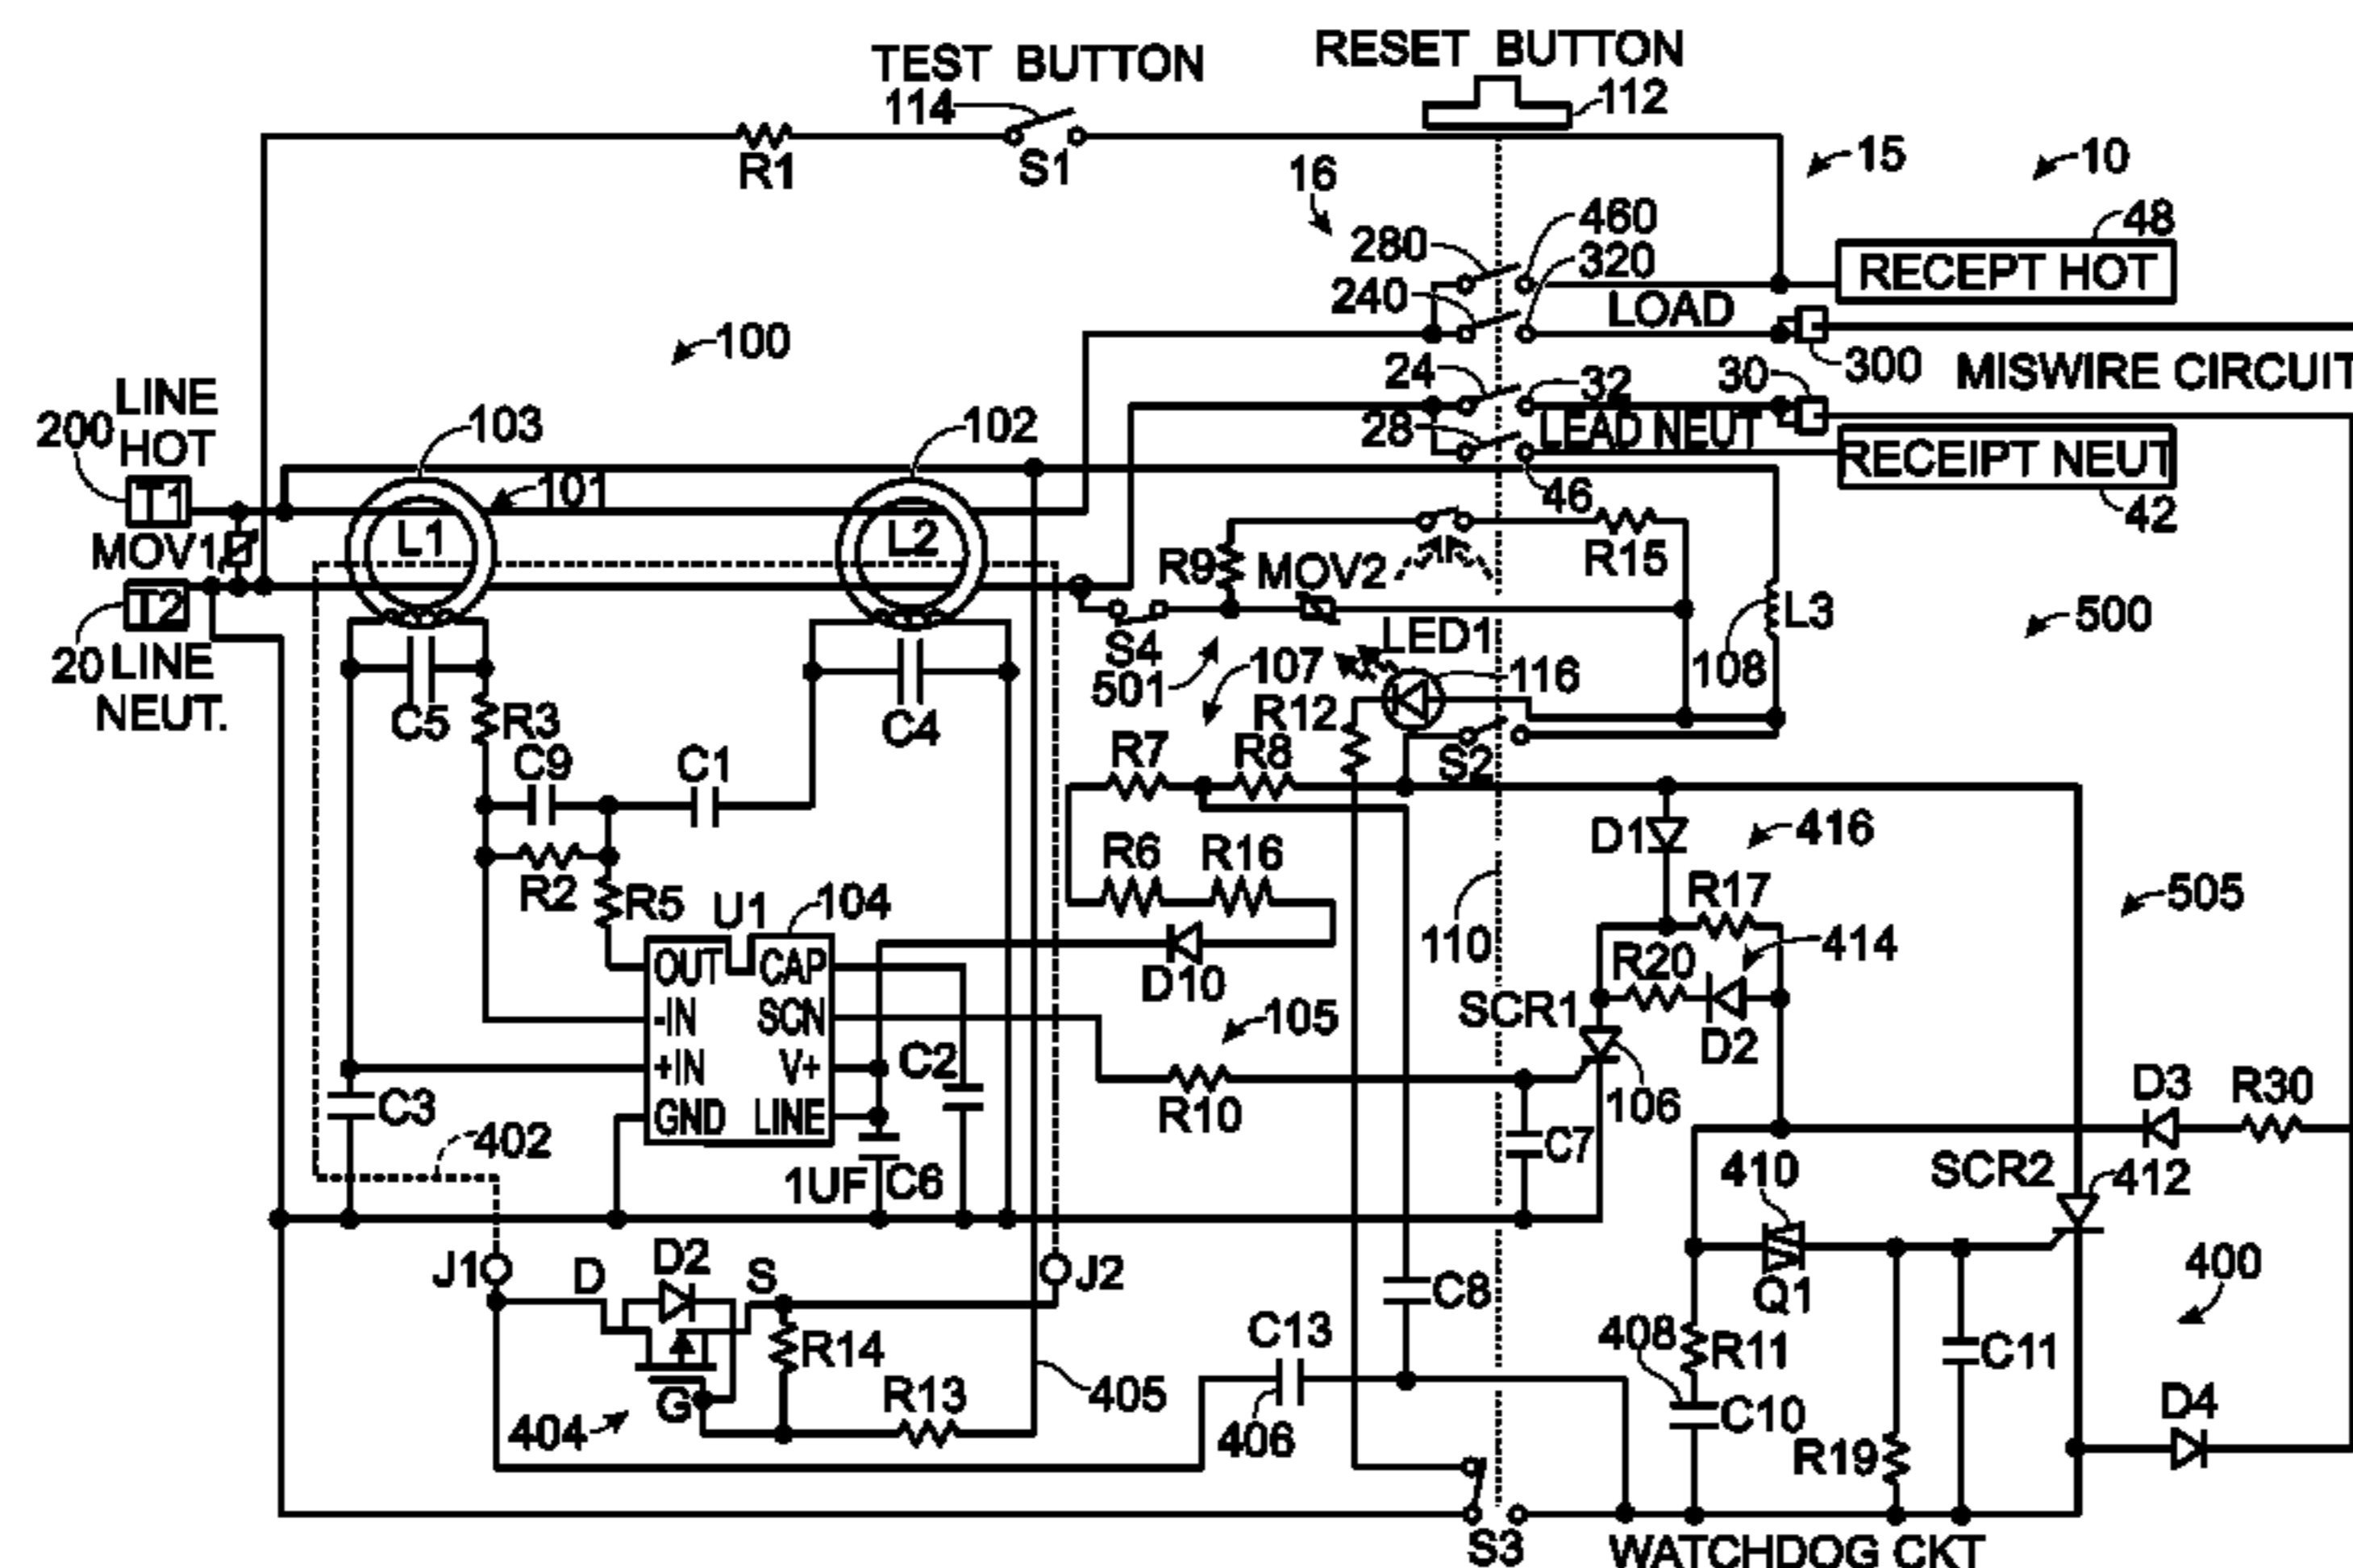 TEST BUTTON
114
S1
R1
RESET BUTTON
112
16
15
10
280
460
240
320
48
RECEPT HOT
LOAD
300
MISWIRE CIRCUIT
24
32
30
28
LEAD NEUT
RECEIPT NEUT
46
42
100
LINE
HOT
200
T1
MOV1
T2
20
LINE
NEUT.
103
101
102
L1
L2
R9
MOV2
R15
S4
501
L3
108
500
LED1
107
116
R12
C5
R3
C4
C9
C1
R7
R8
S2
R2
R5
U1
104
R6
R16
D1
416
R17
505
OUT
CAP
-IN
SCN
+IN
V+
GND
LINE
D10
110
R20
414
SCR1
D2
C2
105
R10
106
C3
402
1UF
C6
C7
D3
R30
410
SCR2
412
Q1
400
J1
D
D2
S
J2
C8
R14
C13
408
R11
C11
G
R13
405
404
406
C10
R19
D4
S3
WATCHDOG CKT